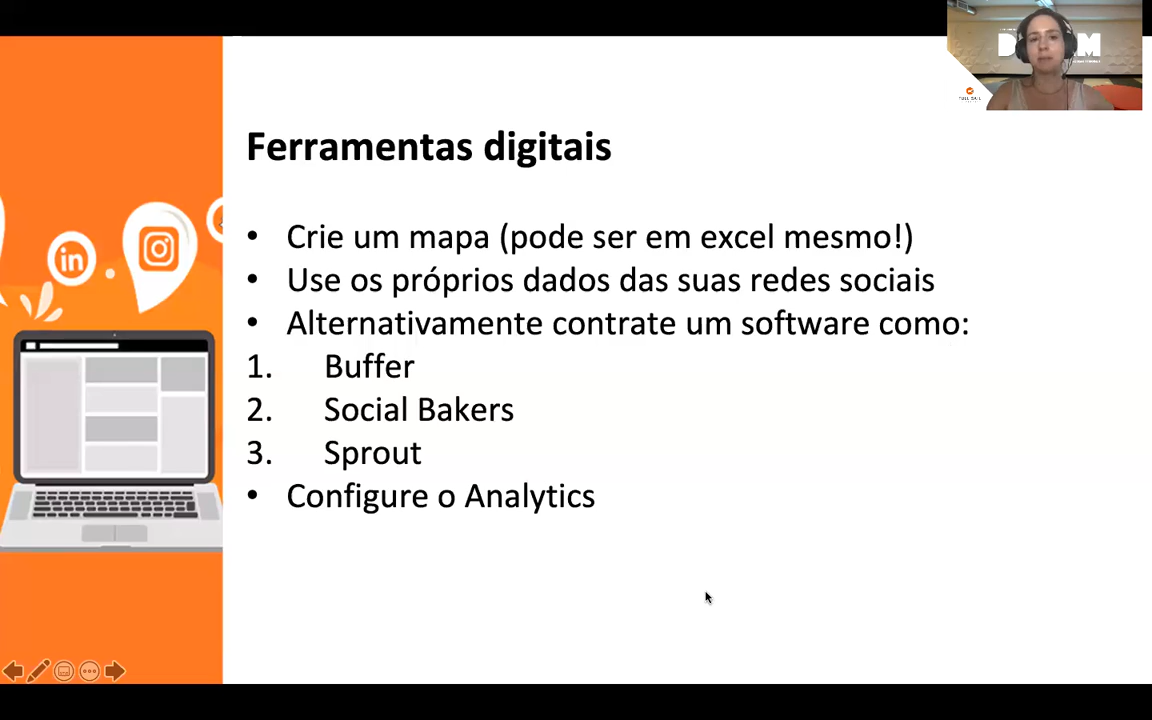 Ferramentas digitais
• Crie um mapa (pode ser em excel mesmo!)
• Use os próprios dados das suas redes sociais
• Alternativamente contrate um software como:
1. Buffer
2. Social Bakers
3. Sprout
• Configure o Analytics
in